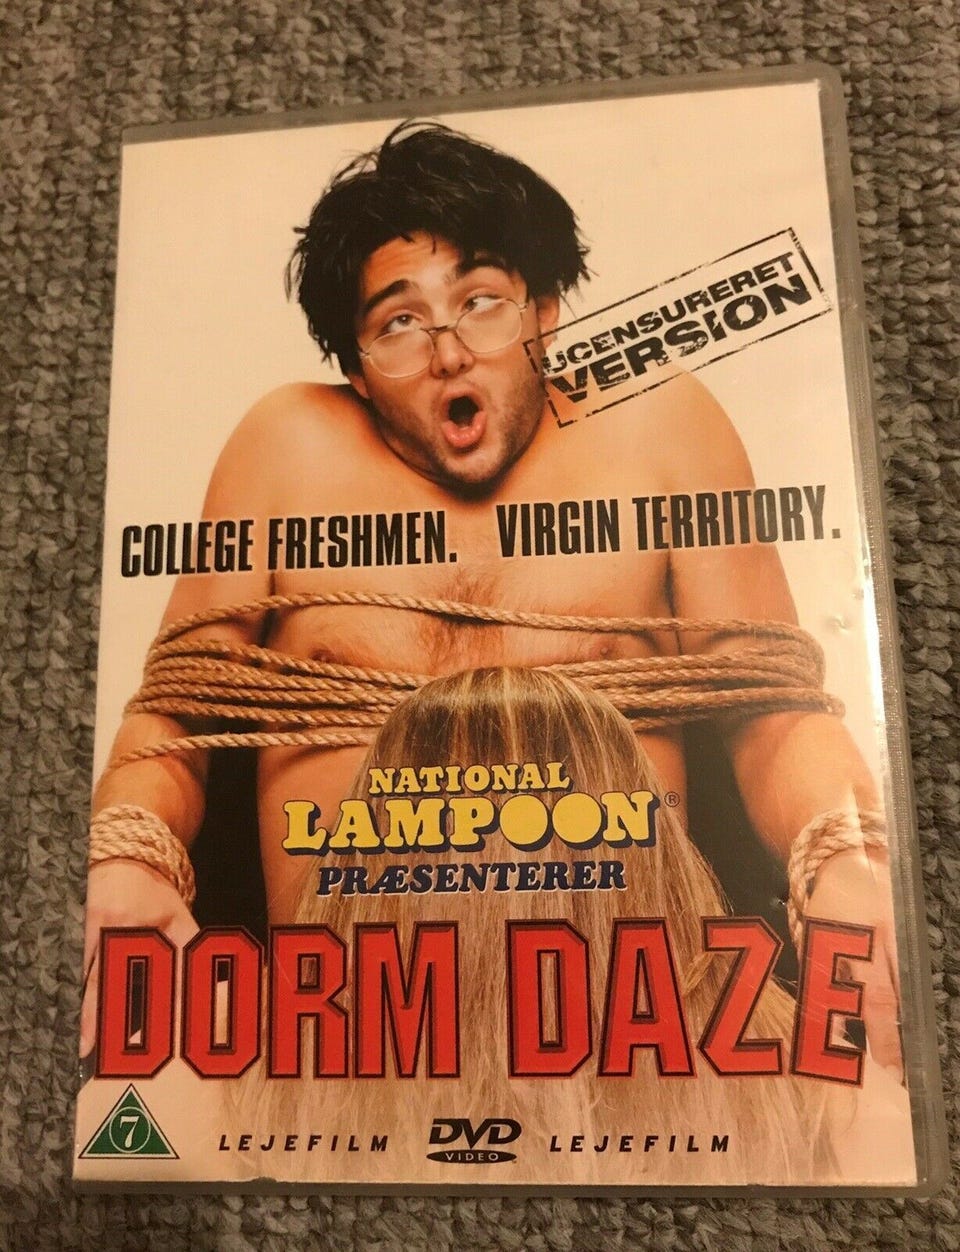 UCENSURERET
VERSION
COLLEGE FRESHMEN. VIRGIN TERRITORY.
NATIONAL
LAMPOON®
PRÆSENTERER
DORM DAZE
7
LEJEFILM DVD LEJEFILM
VIDEO